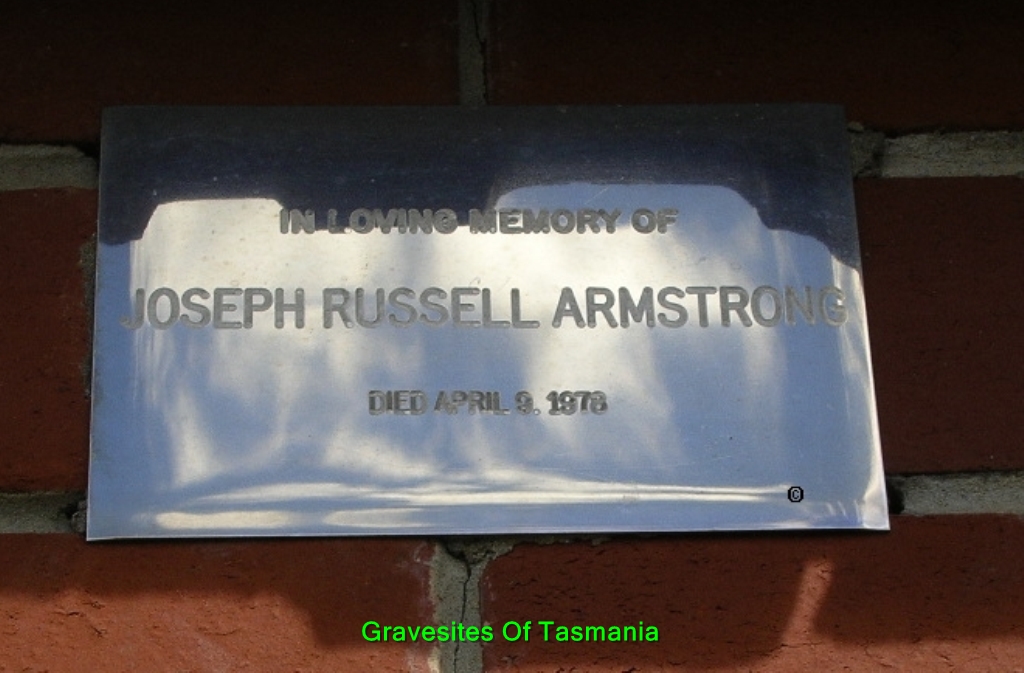 IN LOVING MEMORY OF
JOSEPH RUSSELL ARMSTRONG
DIED APRIL 9. 1978
©
Gravesites Of Tasmania